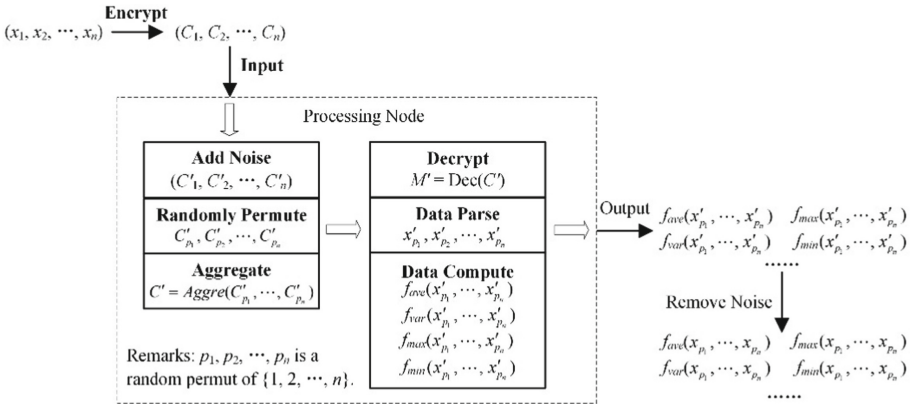 Encrypt
(x₁, x₂, ⋯, xₙ) (C₁, C₂, ⋯, Cₙ)
Input
Processing Node
Add Noise
(C'₁, C'₂, ⋯, C'ₙ)
Randomly Permute
C'ₚ₁, C'ₚ₂, ⋯, C'ₚₙ
Aggregate
C' = Aggre(C'ₚ₁, ⋯, C'ₚₙ)
Remarks: p₁, p₂, ⋯, pₙ is a
random permut of {1, 2, ⋯, n}.
Decrypt
M' = Dec(C')
Data Parse
x'ₚ₁, x'ₚ₂, ⋯, x'ₚₙ
Data Compute
fave(x'ₚ₁, ⋯, x'ₚₙ)
fvar(x'ₚ₁, ⋯, x'ₚₙ)
fmax(x'ₚ₁, ⋯, x'ₚₙ)
fmin(x'ₚ₁, ⋯, x'ₚₙ)
Output
fave(x'ₚ₁, ⋯, x'ₚₙ) fmax(x'ₚ₁, ⋯, x'ₚₙ)
fvar(x'ₚ₁, ⋯, x'ₚₙ) fmin(x'ₚ₁, ⋯, x'ₚₙ)
⋯⋯
Remove Noise
fave(xₚ₁, ⋯, xₚₙ) fmax(xₚ₁, ⋯, xₚₙ)
fvar(xₚ₁, ⋯, xₚₙ) fmin(xₚ₁, ⋯, xₚₙ)
⋯⋯